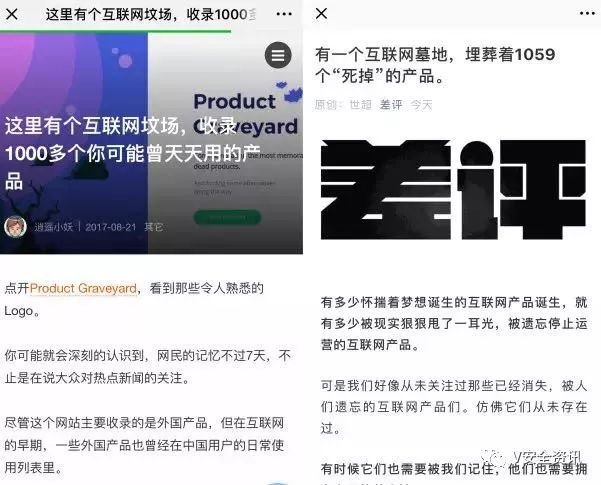 这里有个互联网坟场，收录1000多
Product
Graveyard
the most memora
dead products.
And finding some alternatives
along the way.
这里有个互联网坟场，收录
1000多个你可能曾天天用的产
品
逍遥小妖 | 2017-08-21 其它
点开Product Graveyard，看到那些令人熟悉的
Logo。
你可能就会深刻的认识到，网民的记忆不过7天，不
止是在说大众对热点新闻的关注。
尽管这个网站主要收录的是外国产品，但在互联网
的早期，一些外国产品也曾经在中国用户的日常使
用列表里。
有一个互联网墓地，埋葬着1059
个“死掉”的产品。
原创：世超 差评 今天
差评
有多少怀揣着梦想诞生的互联网产品诞生，就
有多少被现实狠狠甩了一耳光，被遗忘停止运
营的互联网产品。
可是我们好像从未关注过那些已经消失，被人
们遗忘的互联网产品们。仿佛它们从未存在
过。
有时候它们也需要被我们记住，他们也需要拥
V安全资讯